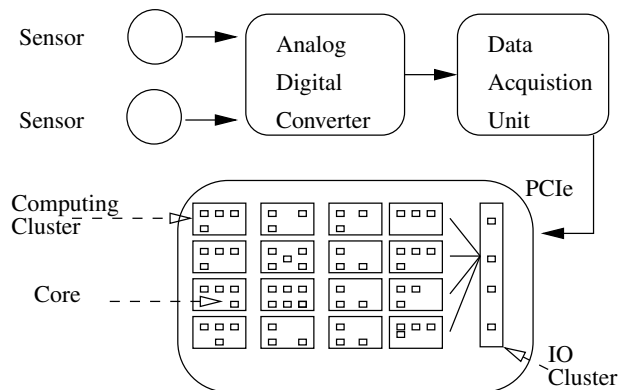 Sensor
Sensor
Analog
Digital
Converter
Data
Acquistion
Unit
PCIe
Computing
Cluster
Core
IO
Cluster